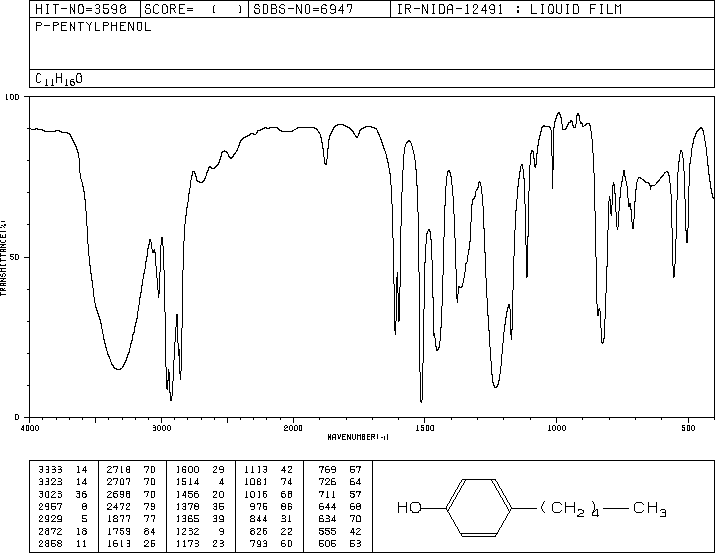 HIT-NO=3598 SCORE= ( ) SDBS-NO=6947 IR-NIDA-12491 : LIQUID FILM
P-PENTYLPHENOL
C11H16O
100
TRANSMITTANCE(%)
50
0
4000 3000 2000 1500 1000 500
WAVENUMBER(-1)
3333 14 2718 70 1600 29 1113 42 769 57
3323 14 2707 70 1514 4 1081 74 726 64
3023 36 2698 70 1456 20 1016 68 711 57
2957 8 2472 79 1378 35 976 86 644 68
2929 5 1877 77 1365 39 844 31 634 70
2872 18 1759 84 1232 9 826 22 555 42
2858 11 1613 25 1173 23 793 60 506 53
HO (CH2)4 CH3